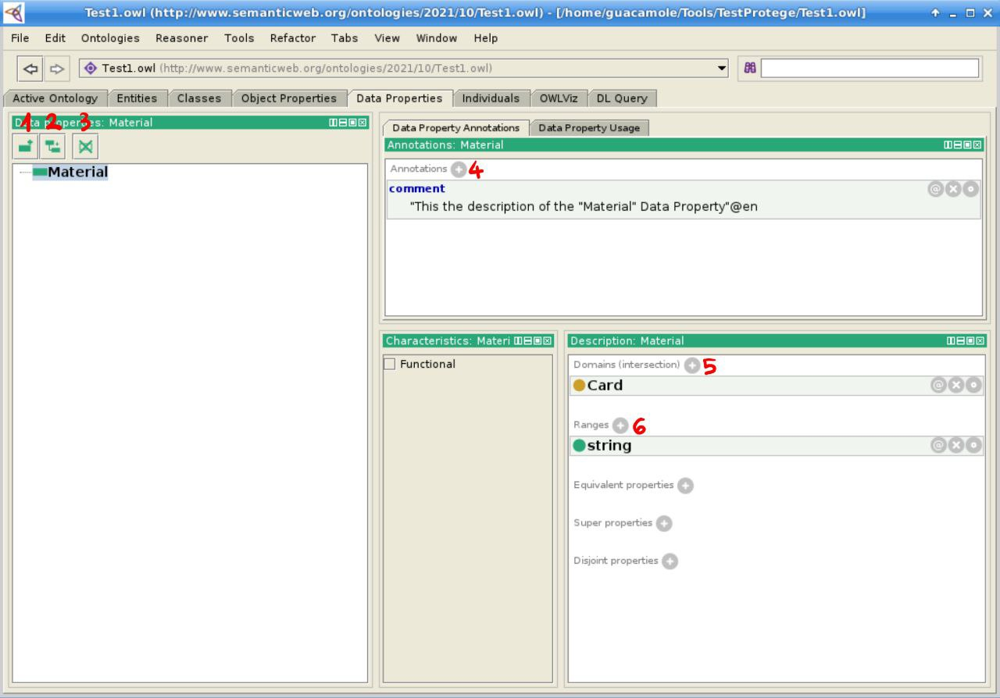 Test1.owl (http://www.semanticweb.org/ontologies/2021/10/Test1.owl) - [/home/guacamole/Tools/TestProtege/Test1.owl]
File Edit Ontologies Reasoner Tools Refactor Tabs View Window Help
Test1.owl (http://www.semanticweb.org/ontologies/2021/10/Test1.owl)
Active Ontology Entities Classes Object Properties Data Properties Individuals OWLViz DL Query
Data properties: Material
1 2 3
Material
Data Property Annotations Data Property Usage
Annotations: Material
Annotations 4
comment
"This the description of the "Material" Data Property"@en
Characteristics: Materi
Functional
Description: Material
Domains (intersection) 5
Card
Ranges 6
string
Equivalent properties
Super properties
Disjoint properties